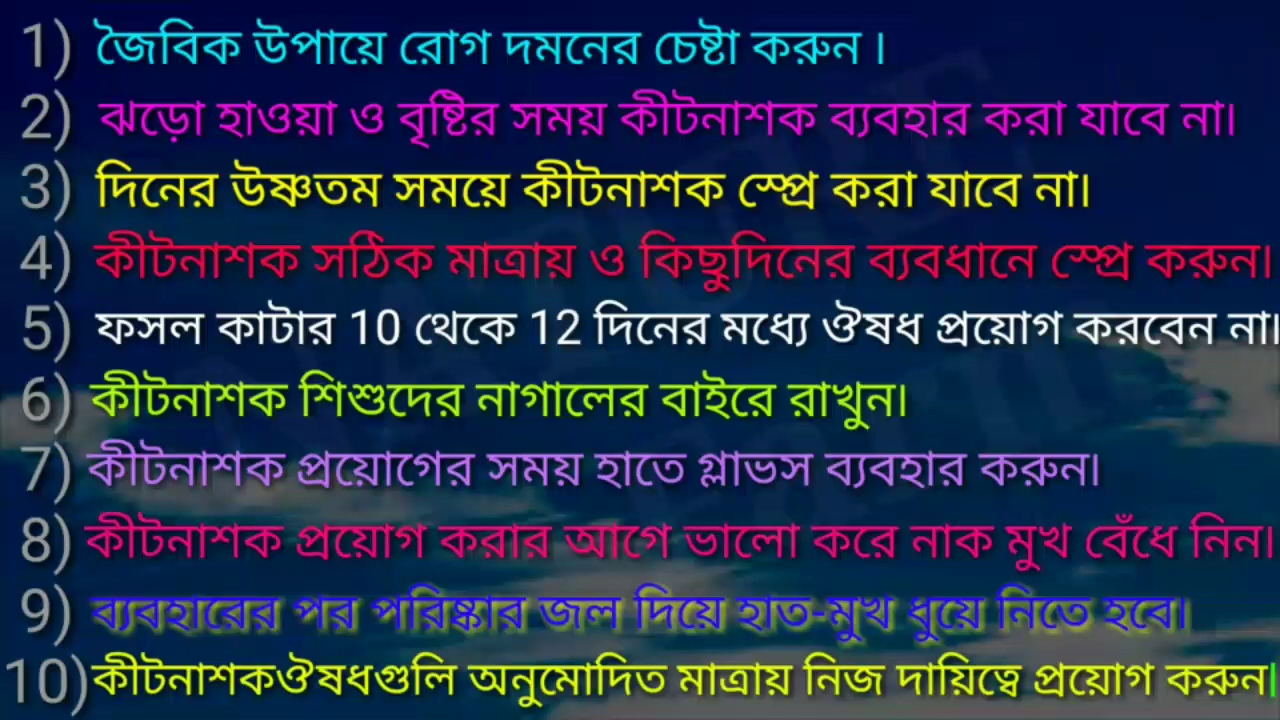 1) জৈবিক উপায়ে রোগ দমনের চেষ্টা করুন ।
2) ঝড়ো হাওয়া ও বৃষ্টির সময় কীটনাশক ব্যবহার করা যাবে না।
3) দিনের উষ্ণতম সময়ে কীটনাশক স্প্রে করা যাবে না।
4) কীটনাশক সঠিক মাত্রায় ও কিছুদিনের ব্যবধানে স্প্রে করুন।
5) ফসল কাটার 10 থেকে 12 দিনের মধ্যে ঔষধ প্রয়োগ করবেন না।
6) কীটনাশক শিশুদের নাগালের বাইরে রাখুন।
7) কীটনাশক প্রয়োগের সময় হাতে গ্লাভস ব্যবহার করুন।
8) কীটনাশক প্রয়োগ করার আগে ভালো করে নাক মুখ বেঁধে নিন।
9) ব্যবহারের পর পরিষ্কার জল দিয়ে হাত-মুখ ধুয়ে নিতে হবে।
10) কীটনাশকঔষধগুলি অনুমোদিত মাত্রায় নিজ দায়িত্বে প্রয়োগ করুন।